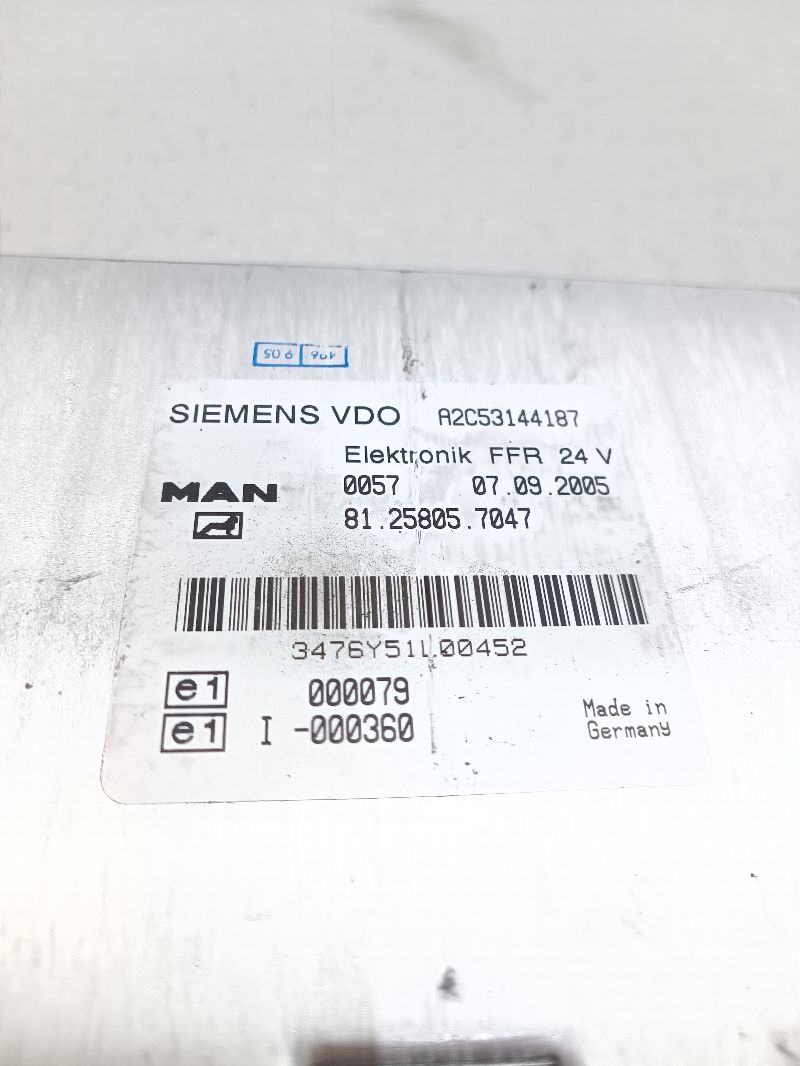 SIEMENS VDO A2C53144187
Elektronik FFR 24 V
MAN 0057 07.09.2005
81.25805.7047
3476Y51L00452
e1 000079
e1 I -000360
Made in
Germany